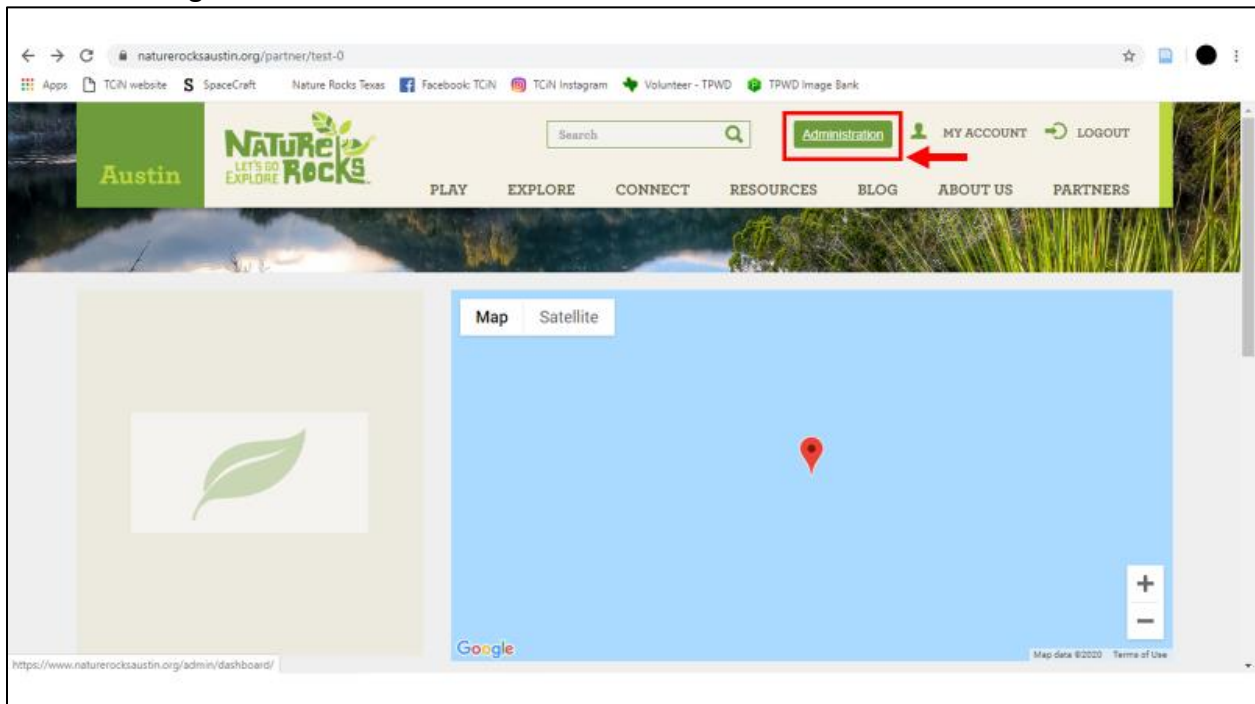 naturerocksaustin.org/partner/test-0
Apps TCiN website S SpaceCraft Nature Rocks Texas Facebook: TCiN TCiN Instagram Volunteer - TPWD TPWD Image Bank
Austin
NATURE
LET'S GO
EXPLORE ROCKS
Search
Administration
MY ACCOUNT
LOGOUT
PLAY EXPLORE CONNECT RESOURCES BLOG ABOUT US PARTNERS
Map Satellite
+
−
Google
Map data ©2020 Terms of Use
https://www.naturerocksaustin.org/admin/dashboard/